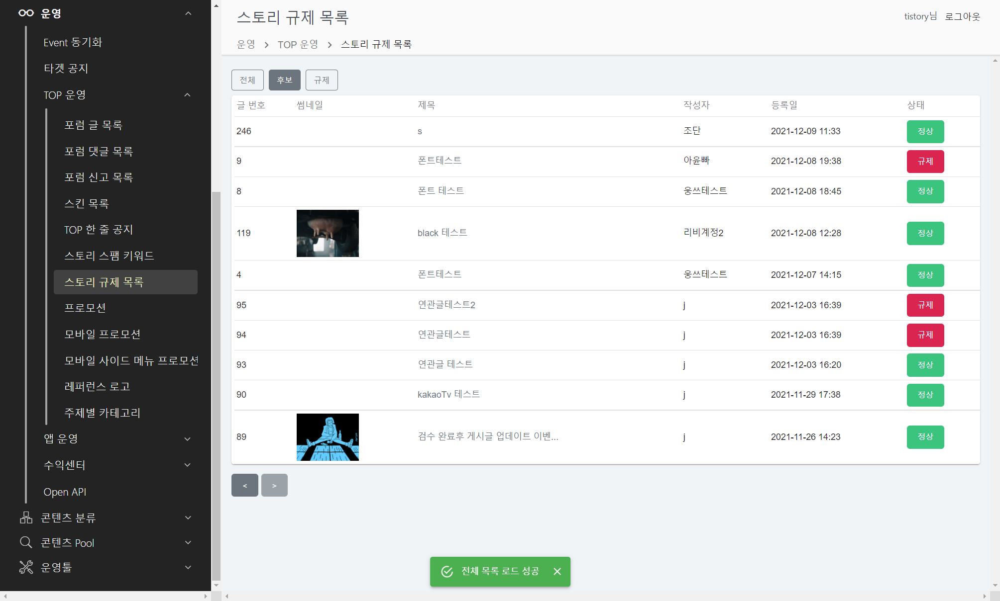 운영
Event 동기화
타겟 공지
TOP 운영
포럼 글 목록
포럼 댓글 목록
포럼 신고 목록
스킨 목록
TOP 한 줄 공지
스토리 스팸 키워드
스토리 규제 목록
프로모션
모바일 프로모션
모바일 사이드 메뉴 프로모션
레퍼런스 로고
주제별 카테고리
앱 운영
수익센터
Open API
콘텐츠 분류
콘텐츠 Pool
운영툴
스토리 규제 목록
tistory님 로그아웃
운영 > TOP 운영 > 스토리 규제 목록
전체 후보 규제
글 번호 썸네일 제목 작성자 등록일 상태
246 s 조단 2021-12-09 11:33 정상
9 폰트테스트 아윤빠 2021-12-08 19:38 규제
8 폰트 테스트 웅쓰테스트 2021-12-08 18:45 정상
119 black 테스트 리비계정2 2021-12-08 12:28 정상
4 폰트테스트 웅쓰테스트 2021-12-07 14:15 정상
95 연관글테스트2 j 2021-12-03 16:39 규제
94 연관글테스트 j 2021-12-03 16:39 규제
93 연관글 테스트 j 2021-12-03 16:20 정상
90 kakaoTv 테스트 j 2021-11-29 17:38 정상
89 검수 완료후 게시글 업데이트 이벤... j 2021-11-26 14:23 정상
< >
전체 목록 로드 성공